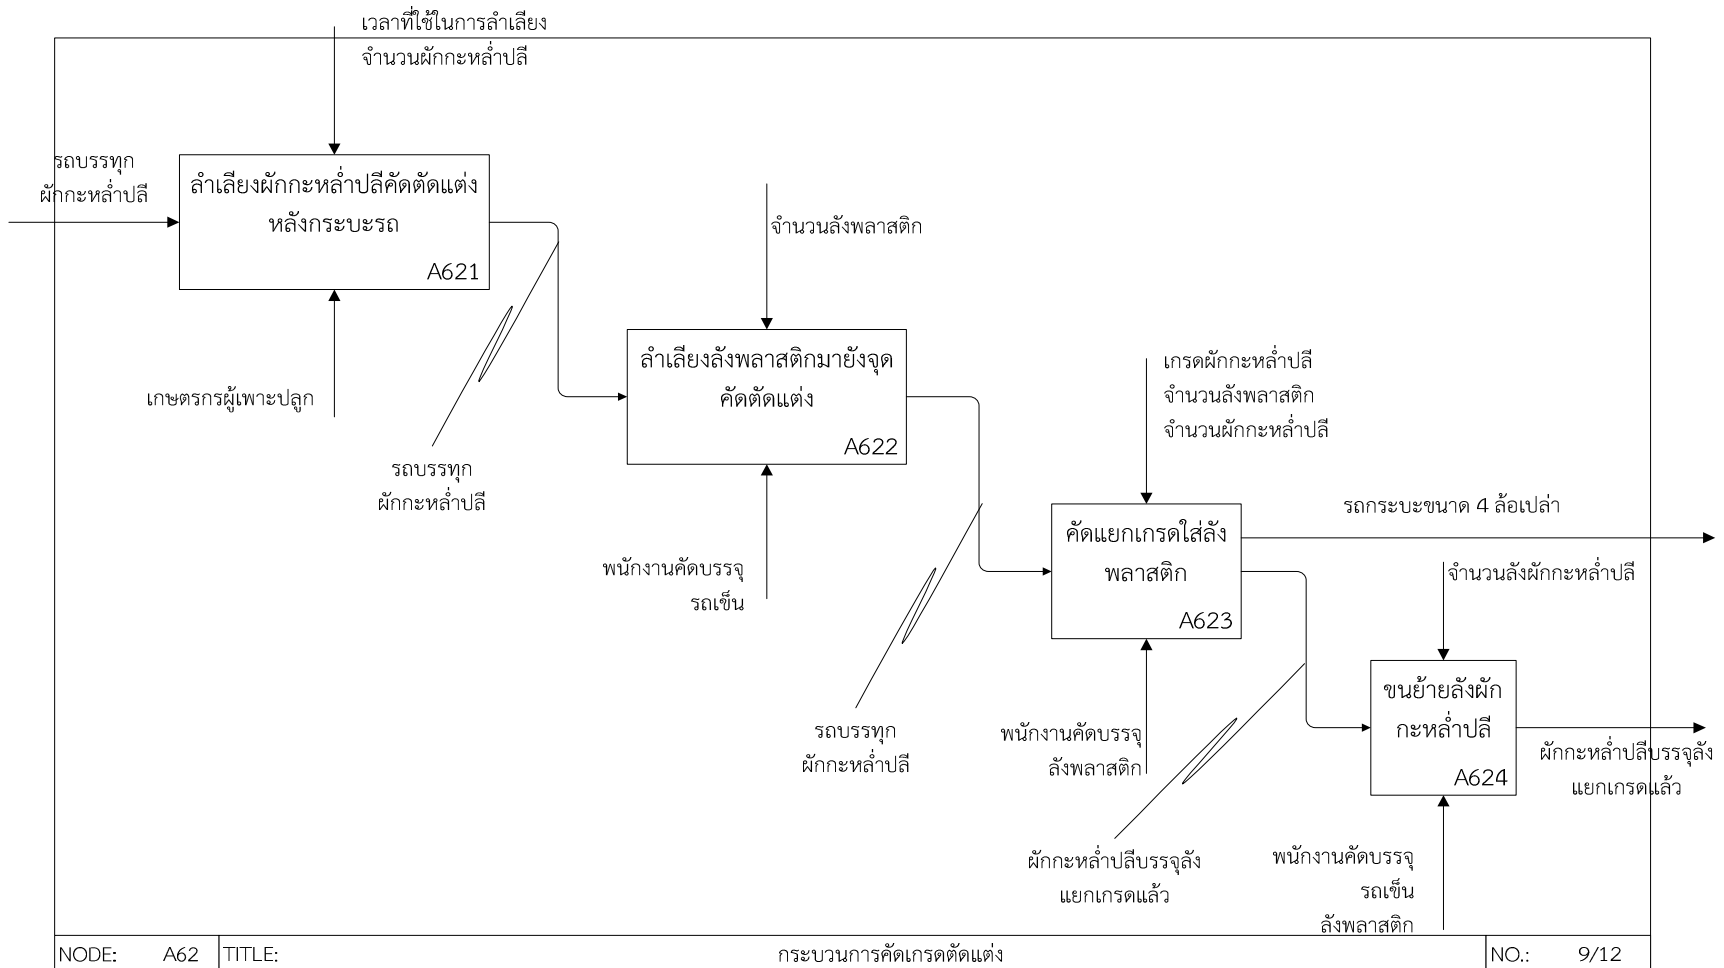 เวลาที่ใช้ในการลำเลียง
จำนวนผักกะหล่ำปลี
รถบรรทุก
ผักกะหล่ำปลี
ลำเลียงผักกะหล่ำปลีคัดตัดแต่ง
หลังกระบะรถ
A621
เกษตรกรผู้เพาะปลูก
รถบรรทุก
ผักกะหล่ำปลี
จำนวนลังพลาสติก
ลำเลียงลังพลาสติกมายังจุด
คัดตัดแต่ง
A622
พนักงานคัดบรรจุ
รถเข็น
รถบรรทุก
ผักกะหล่ำปลี
เกรดผักกะหล่ำปลี
จำนวนลังพลาสติก
จำนวนผักกะหล่ำปลี
คัดแยกเกรดใส่ลัง
พลาสติก
A623
รถกระบะขนาด 4 ล้อเปล่า
พนักงานคัดบรรจุ
ลังพลาสติก
ผักกะหล่ำปลีบรรจุลัง
แยกเกรดแล้ว
จำนวนลังผักกะหล่ำปลี
ขนย้ายลังผัก
กะหล่ำปลี
A624
ผักกะหล่ำปลีบรรจุลัง
แยกเกรดแล้ว
พนักงานคัดบรรจุ
รถเข็น
ลังพลาสติก
NODE: A62 TITLE: กระบวนการคัดเกรดตัดแต่ง NO.: 9/12